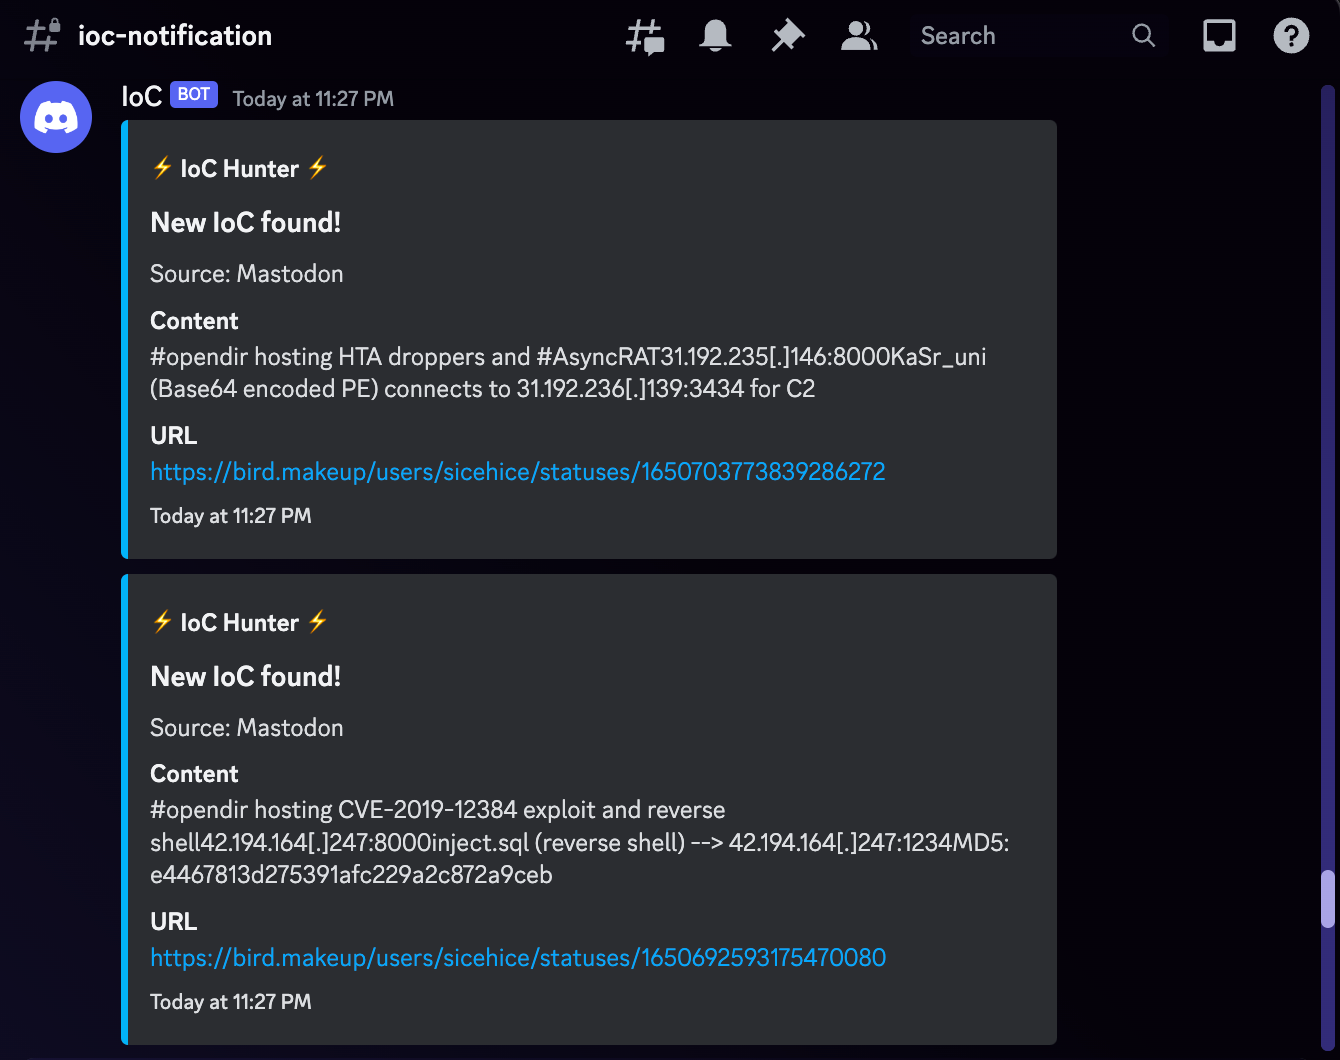 ioc-notification
Search
IoC BOT Today at 11:27 PM
⚡ IoC Hunter ⚡
New IoC found!
Source: Mastodon
Content
#opendir hosting HTA droppers and #AsyncRAT31.192.235[.]146:8000KaSr_uni
(Base64 encoded PE) connects to 31.192.236[.]139:3434 for C2
URL
https://bird.makeup/users/sicehice/statuses/1650703773839286272
Today at 11:27 PM
⚡ IoC Hunter ⚡
New IoC found!
Source: Mastodon
Content
#opendir hosting CVE-2019-12384 exploit and reverse
shell42.194.164[.]247:8000inject.sql (reverse shell) --> 42.194.164[.]247:1234MD5:
e4467813d275391afc229a2c872a9ceb
URL
https://bird.makeup/users/sicehice/statuses/1650692593175470080
Today at 11:27 PM